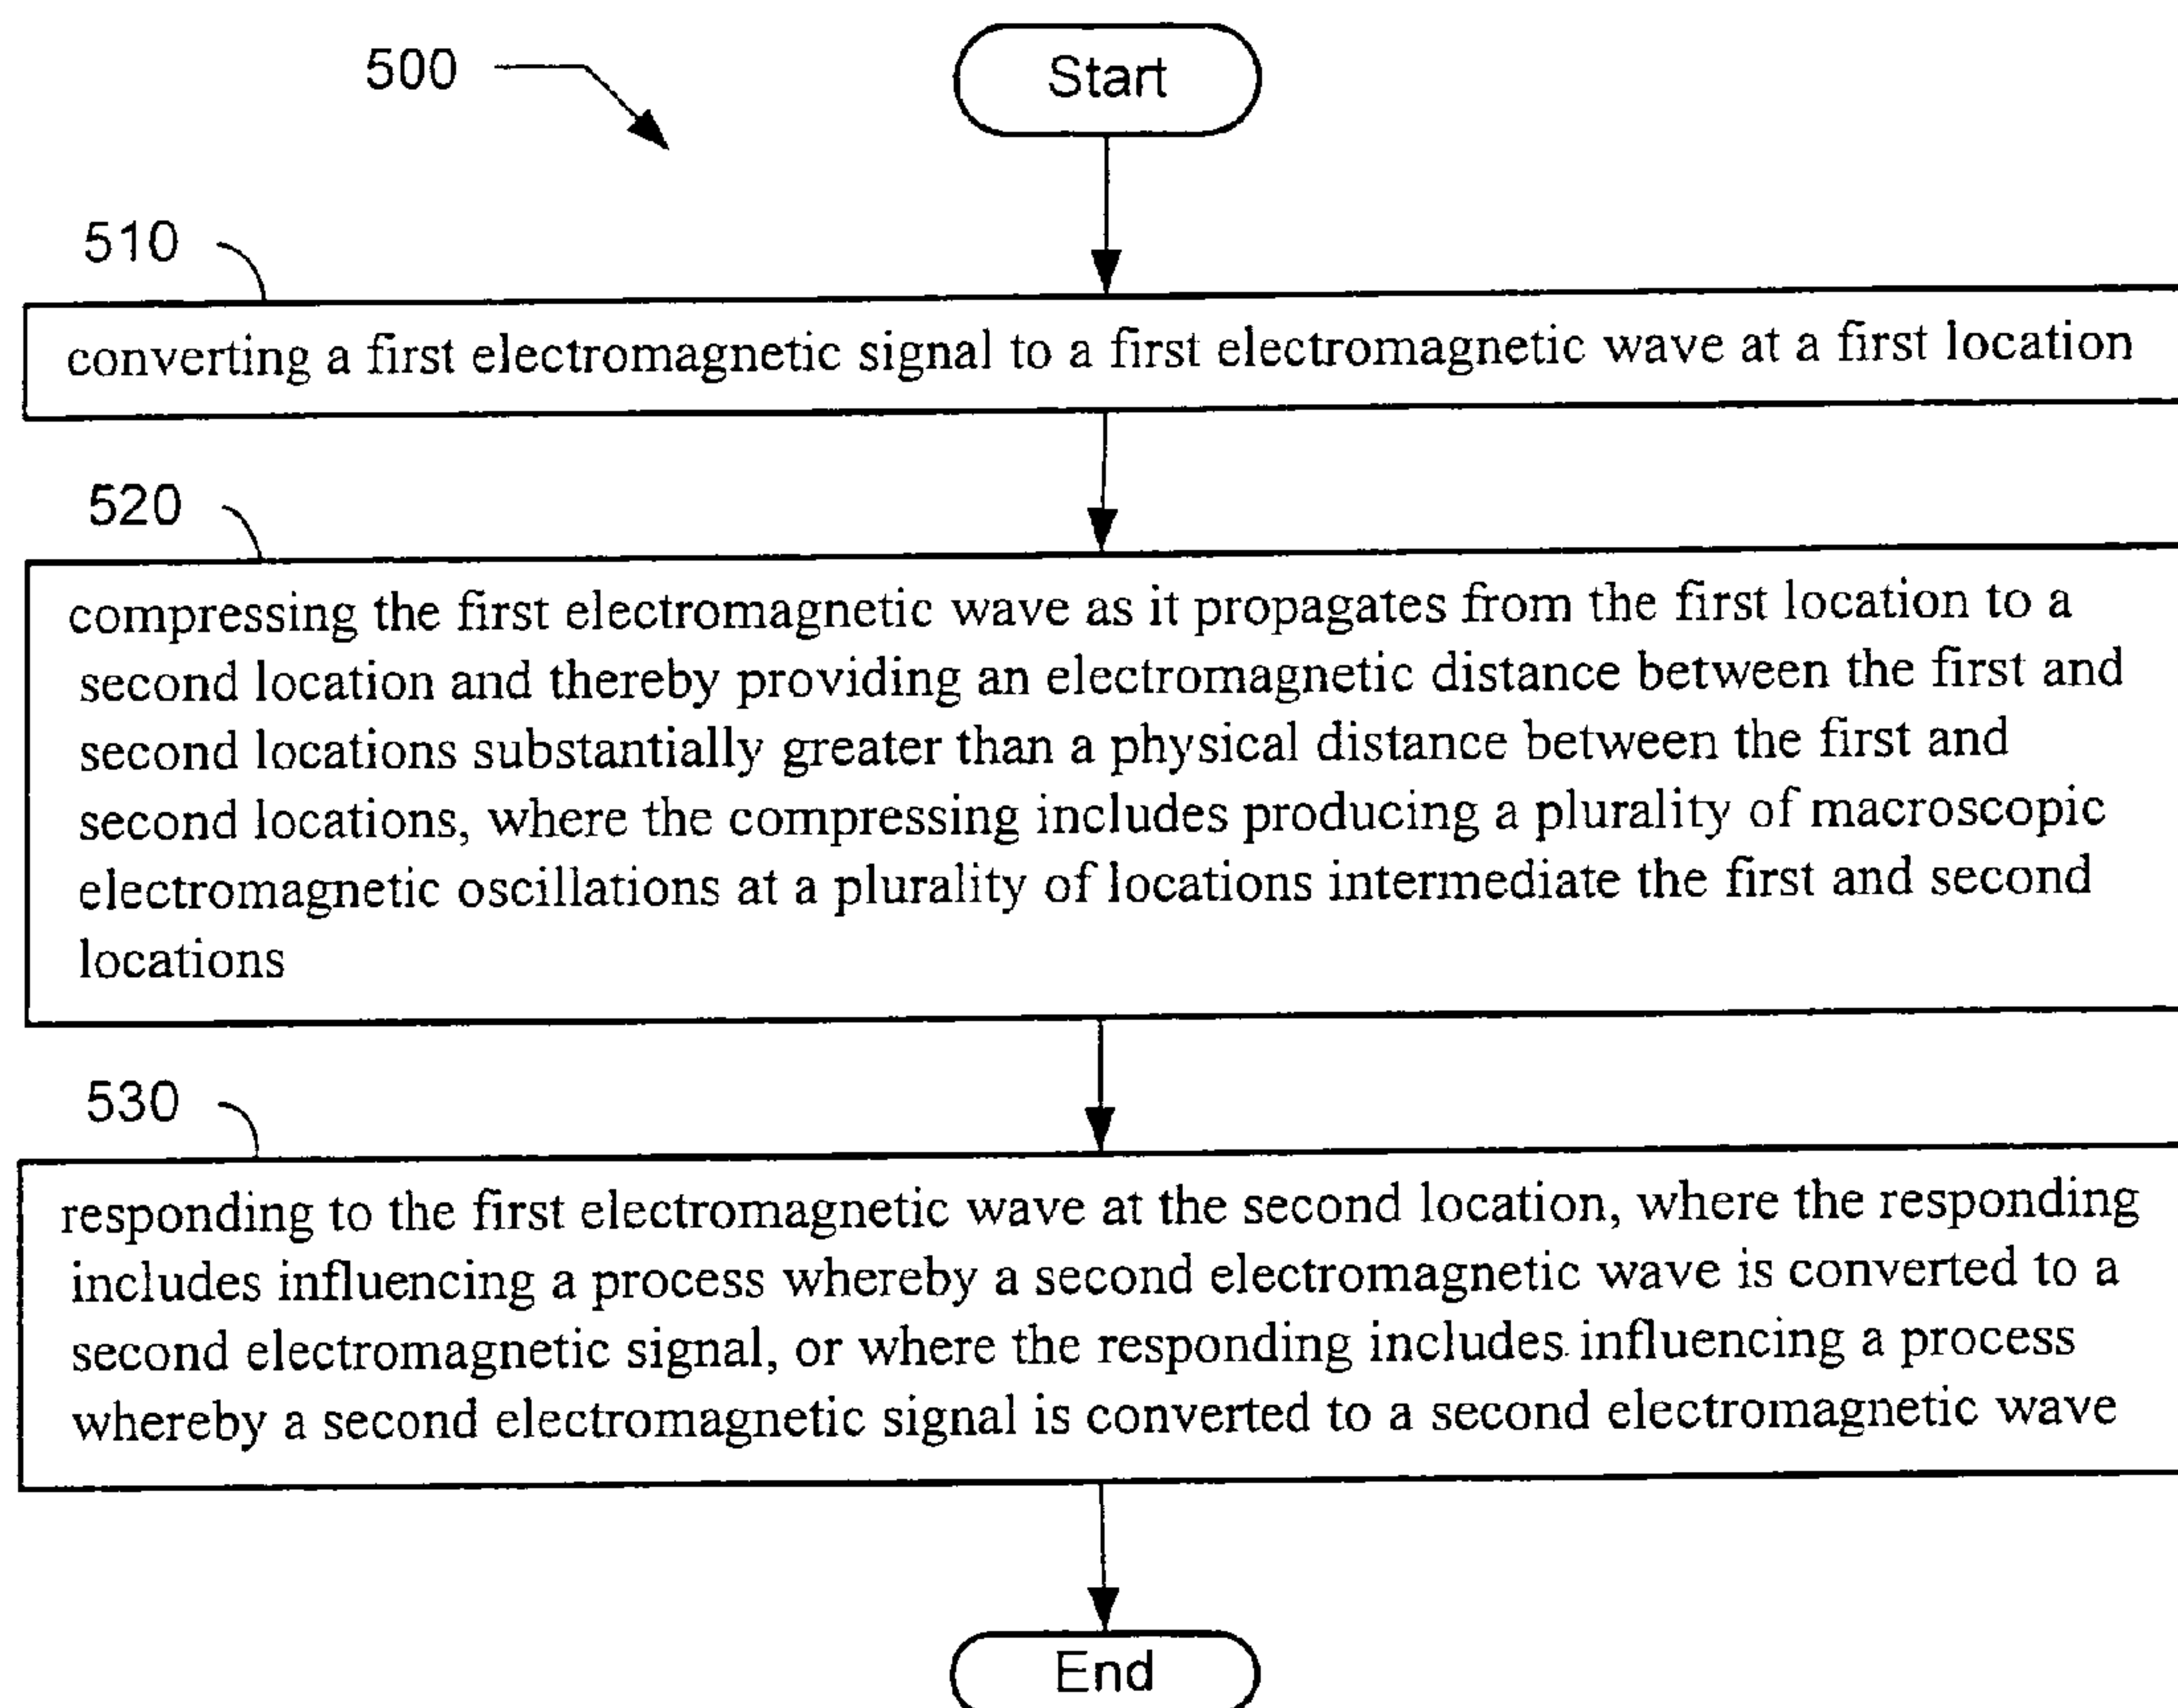 500
Start
510
converting a first electromagnetic signal to a first electromagnetic wave at a first location
520
compressing the first electromagnetic wave as it propagates from the first location to a
second location and thereby providing an electromagnetic distance between the first and
second locations substantially greater than a physical distance between the first and
second locations, where the compressing includes producing a plurality of macroscopic
electromagnetic oscillations at a plurality of locations intermediate the first and second
locations
530
responding to the first electromagnetic wave at the second location, where the responding
includes influencing a process whereby a second electromagnetic wave is converted to a
second electromagnetic signal, or where the responding includes influencing a process
whereby a second electromagnetic signal is converted to a second electromagnetic wave
End